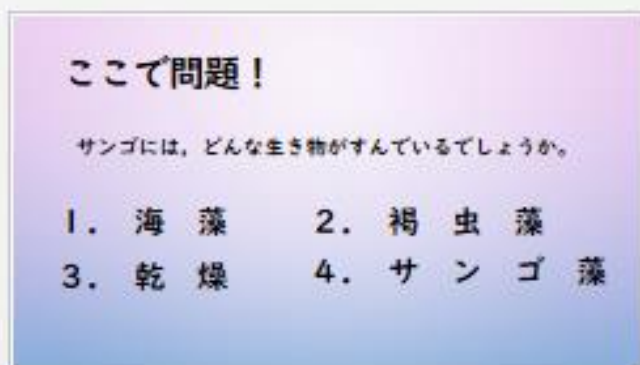 ここで問題！
サンゴには，どんな生き物がすんでいるでしょうか。
1． 海 藻　2． 褐 虫 藻
3． 乾 燥　4． サ ン ゴ 藻